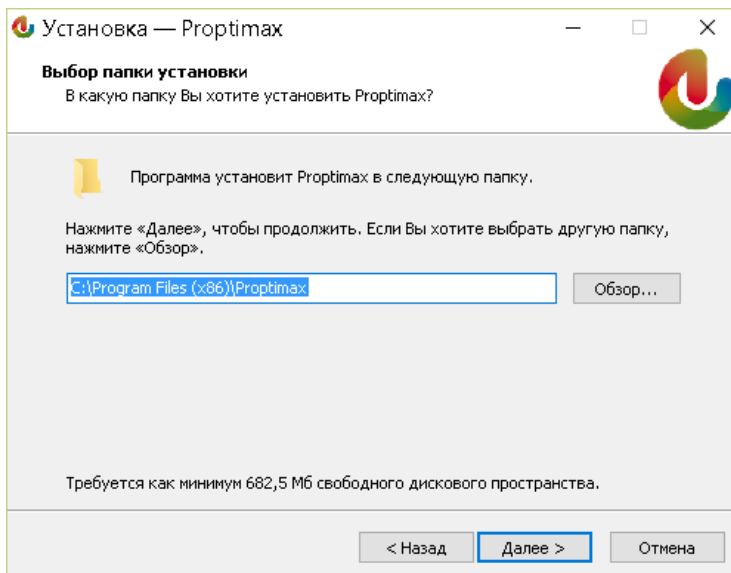 Установка — Proptimax
Выбор папки установки
В какую папку Вы хотите установить Proptimax?
Программа установит Proptimax в следующую папку.
Нажмите «Далее», чтобы продолжить. Если Вы хотите выбрать другую папку,
нажмите «Обзор».
C:\Program Files (x86)\Proptimax
Обзор...
Требуется как минимум 682,5 Мб свободного дискового пространства.
< Назад
Далее >
Отмена